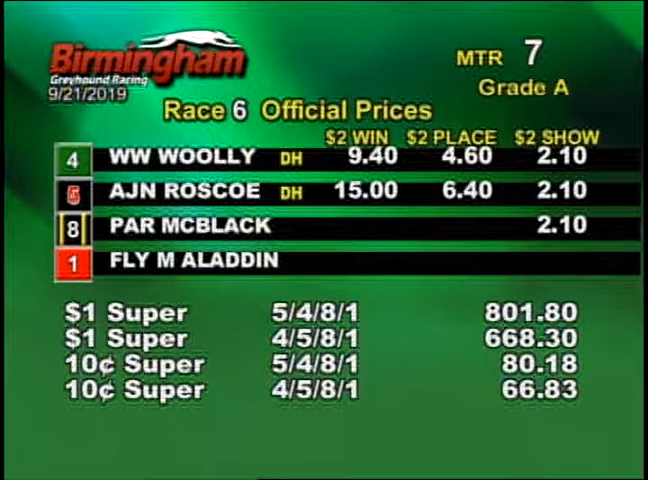 Birmingham
Greyhound Racing
9/21/2019
MTR 7
Grade A
Race 6 Official Prices
$2 WIN $2 PLACE $2 SHOW
4 WW WOOLLY DH 9.40 4.60 2.10
5 AJN ROSCOE DH 15.00 6.40 2.10
8 PAR MCBLACK 2.10
1 FLY M ALADDIN
$1 Super 5/4/8/1 801.80
$1 Super 4/5/8/1 668.30
10¢ Super 5/4/8/1 80.18
10¢ Super 4/5/8/1 66.83